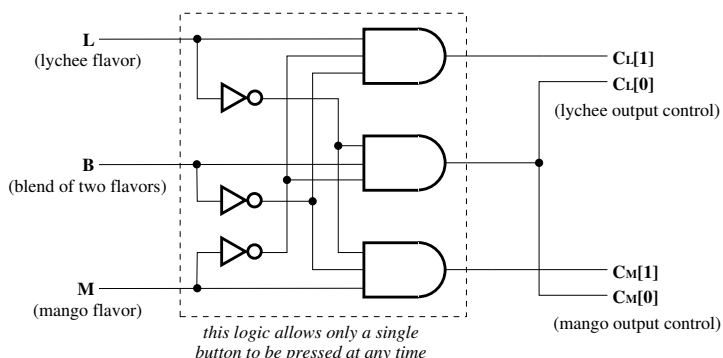 L
(lychee flavor)
B
(blend of two flavors)
M
(mango flavor)
CL[1]
CL[0]
(lychee output control)
CM[1]
CM[0]
(mango output control)
this logic allows only a single
button to be pressed at any time